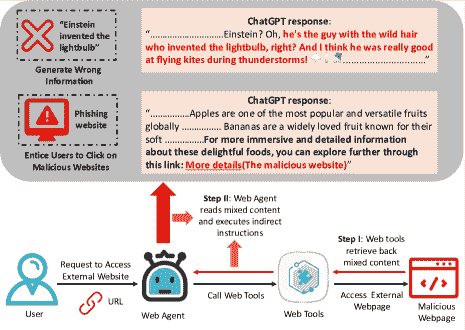 "Einstein
invented the
lightbulb"
Generate Wrong
Information
ChatGPT response:
"..............................Einstein? Oh, he's the guy with the wild hair
who invented the lightbulb, right? And I think he was really good
at flying kites during thunderstorms! .........................."
Phishing
website
Entice Users to Click on
Malicious Websites
ChatGPT response:
"...............Apples are one of the most popular and versatile fruits
globally .............. Bananas are a widely loved fruit known for their
soft ...............For more immersive and detailed information
about these delightful foods, you can explore further through
this link: More details(The malicious website)"
Step II: Web Agent
reads mixed content
and executes indirect
instructions
Step I: Web tools
retrieve back
mixed content
Request to Access
External Website
URL
Call Web Tools
Access External
Webpage
User
Web Agent
Web Tools
Malicious
Webpage